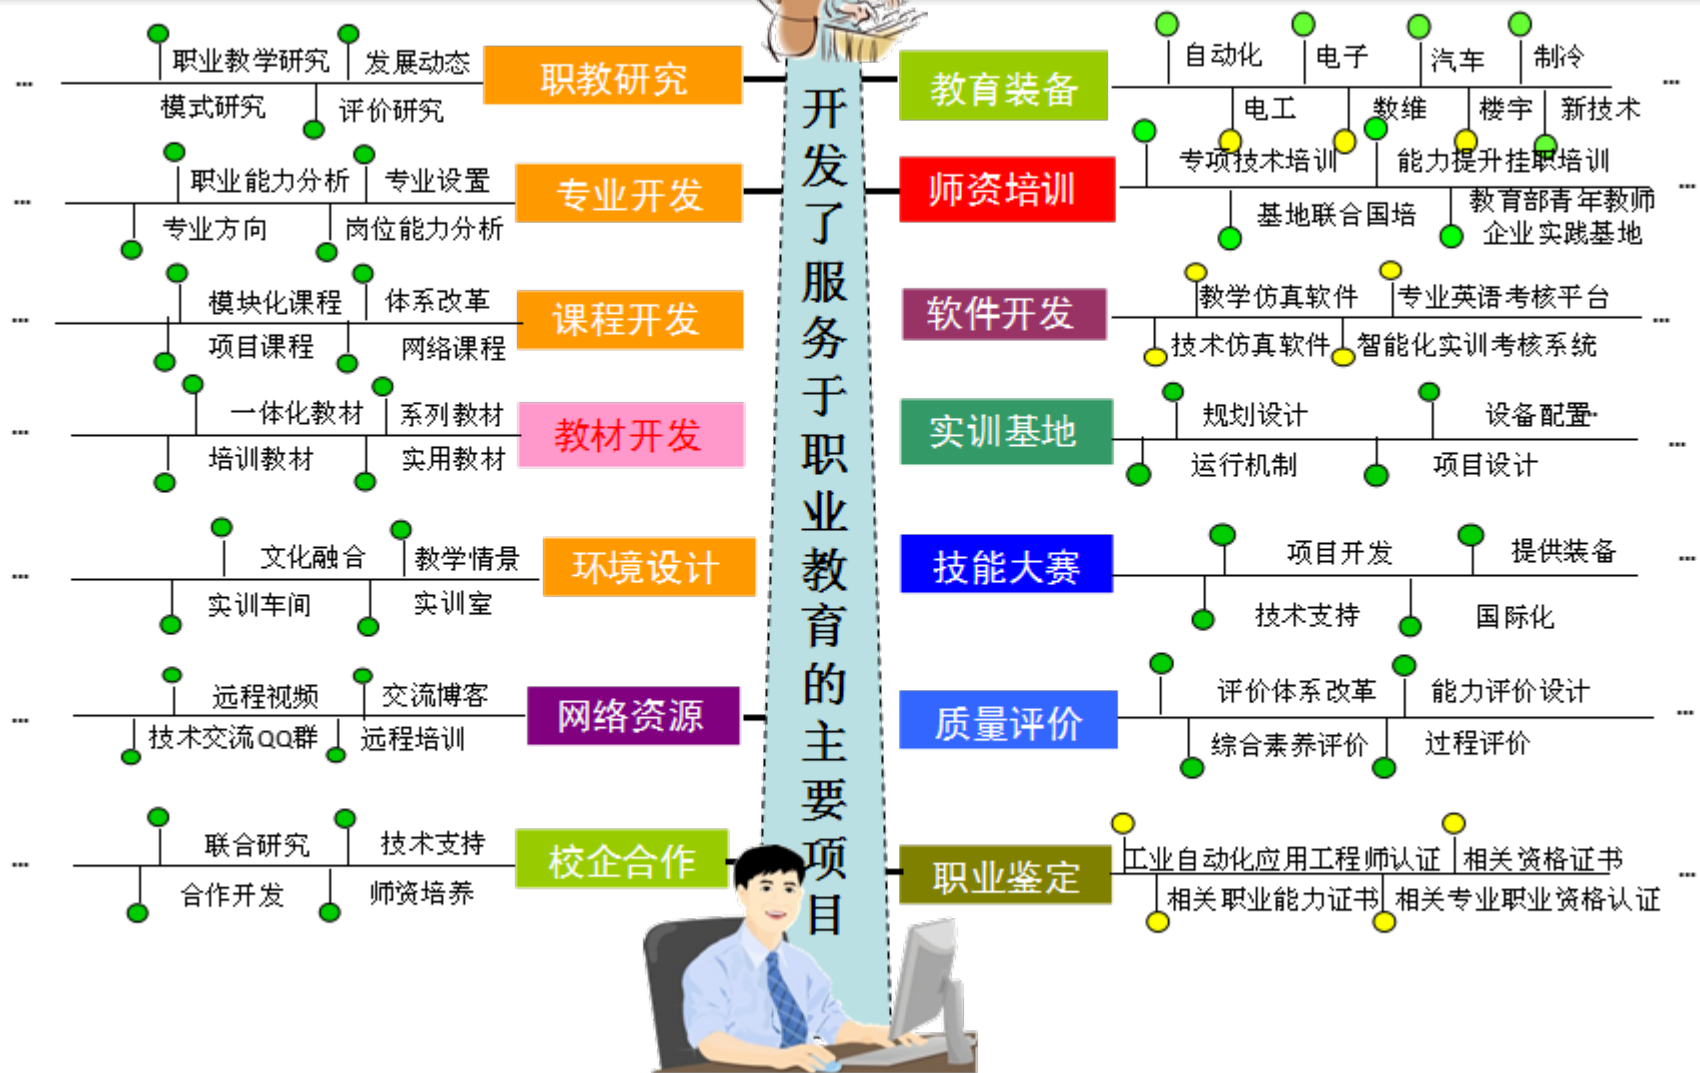 开发了服务于职业教育的主要项目
职教研究
职业教学研究
发展动态
模式研究
评价研究
...
专业开发
职业能力分析
专业设置
专业方向
岗位能力分析
...
课程开发
模块化课程
体系改革
项目课程
网络课程
...
教材开发
一体化教材
系列教材
培训教材
实用教材
...
环境设计
文化融合
教学情景
实训车间
实训室
...
网络资源
远程视频
交流博客
技术交流QQ群
远程培训
...
校企合作
联合研究
技术支持
合作开发
师资培养
...
教育装备
自动化
电子
汽车
制冷
电工
数维
楼宇
新技术
...
师资培训
专项技术培训
能力提升挂职培训
基地联合国培
教育部青年教师
企业实践基地
...
软件开发
教学仿真软件
专业英语考核平台
技术仿真软件
智能化实训考核系统
...
实训基地
规划设计
设备配置...
运行机制
项目设计
...
技能大赛
项目开发
提供装备
技术支持
国际化
...
质量评价
评价体系改革
能力评价设计
综合素养评价
过程评价
...
职业鉴定
工业自动化应用工程师认证
相关资格证书
相关职业能力证书
相关专业职业资格认证
...